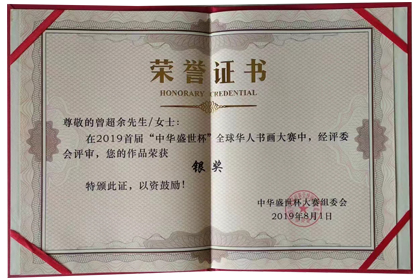 荣誉证书
HONORARY CREDENTIAL
尊敬的曾超余先生/女士：
在2019首届“中华盛世杯”全球华人书画大赛中，经评委
会评审，您的作品荣获
银奖
特颁此证，以资鼓励！
中华盛世杯大赛组委会
2019年8月1日